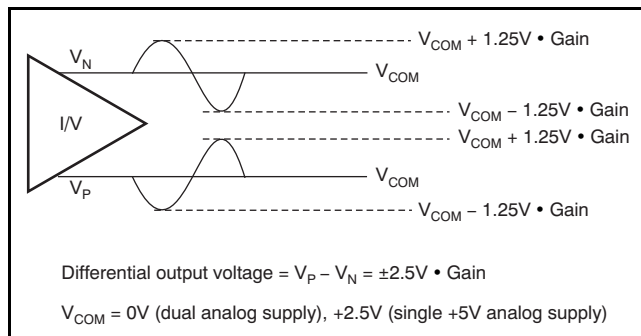 V_COM + 1.25V • Gain
V_N
V_COM
I/V
V_COM − 1.25V • Gain
V_COM + 1.25V • Gain
V_COM
V_P
V_COM − 1.25V • Gain
Differential output voltage = V_P − V_N = ±2.5V • Gain
V_COM = 0V (dual analog supply), +2.5V (single +5V analog supply)